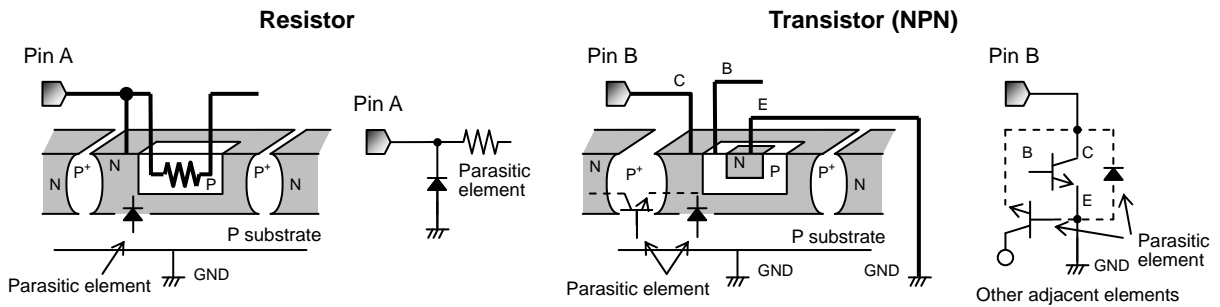 Resistor
Pin A
N
P+
N
P
P+
N
Parasitic element
P substrate
GND
Pin A
Parasitic
element
Transistor (NPN)
Pin B
C
B
E
N
P+
N
P
P+
N
N
P substrate
Parasitic element
GND
GND
Pin B
B
C
E
GND
Parasitic
element
Other adjacent elements